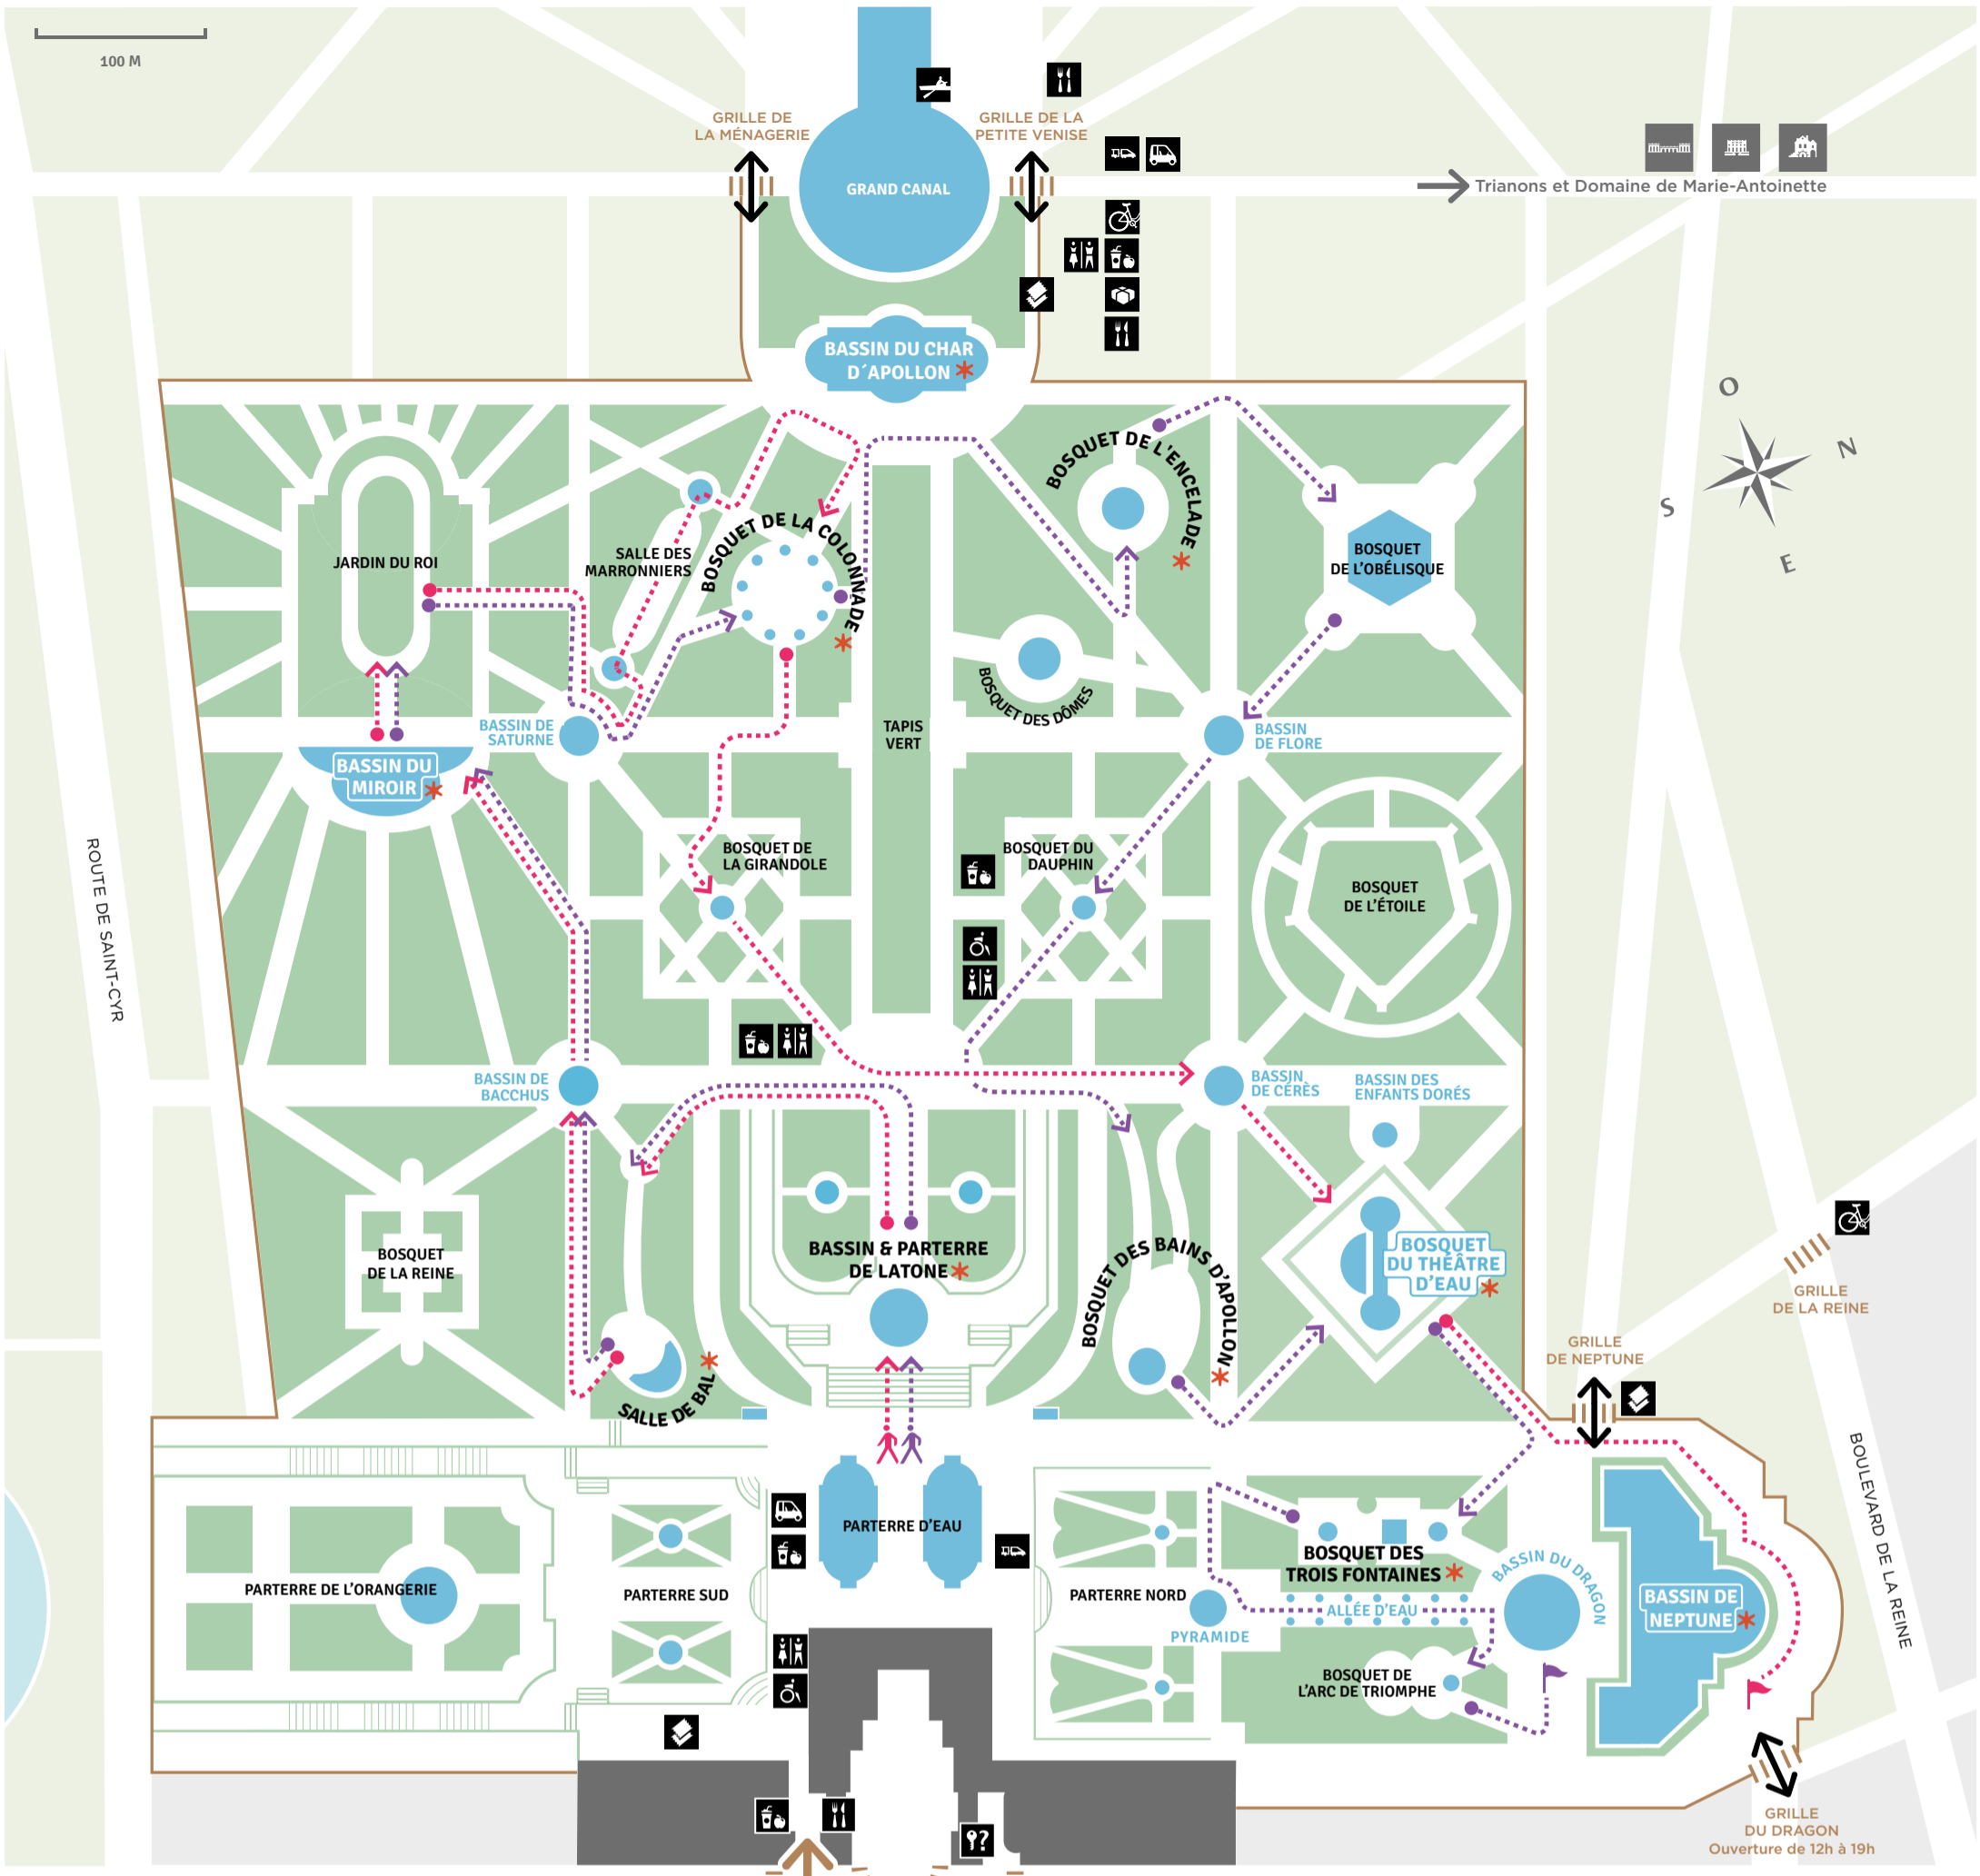 100 M
GRILLE DE
LA MÉNAGERIE
GRILLE DE LA
PETITE VENISE
GRAND CANAL
Trianons et Domaine de Marie-Antoinette
BASSIN DU CHAR
D´APOLLON
O
N
S
E
BOSQUET DE L'ENCELADE
JARDIN DU ROI
SALLE DES
MARRONNIERS
BOSQUET DE LA COLONNADE
BOSQUET
DE L'OBÉLISQUE
BOSQUET DES DÔMES
BASSIN DE
SATURNE
TAPIS
VERT
BASSIN
DE FLORE
BASSIN DU
MIROIR
ROUTE DE SAINT-CYR
BOSQUET DE
LA GIRANDOLE
BOSQUET DU
DAUPHIN
BOSQUET
DE L'ÉTOILE
BASSIN DE
BACCHUS
BASSIN
DE CÉRÈS
BASSIN DES
ENFANTS DORÉS
BOSQUET
DE LA REINE
BASSIN & PARTERRE
DE LATONE
BOSQUET DES BAINS D'APOLLON
BOSQUET
DU THÉÂTRE
D'EAU
GRILLE
DE LA REINE
GRILLE
DE NEPTUNE
SALLE DE BAL
BOULEVARD DE LA REINE
PARTERRE D'EAU
PARTERRE DE L'ORANGERIE
PARTERRE SUD
PARTERRE NORD
BOSQUET DES
TROIS FONTAINES
BASSIN DU DRAGON
ALLÉE D'EAU
PYRAMIDE
BASSIN DE
NEPTUNE
BOSQUET DE
L'ARC DE TRIOMPHE
?
GRILLE
DU DRAGON
Ouverture de 12h à 19h